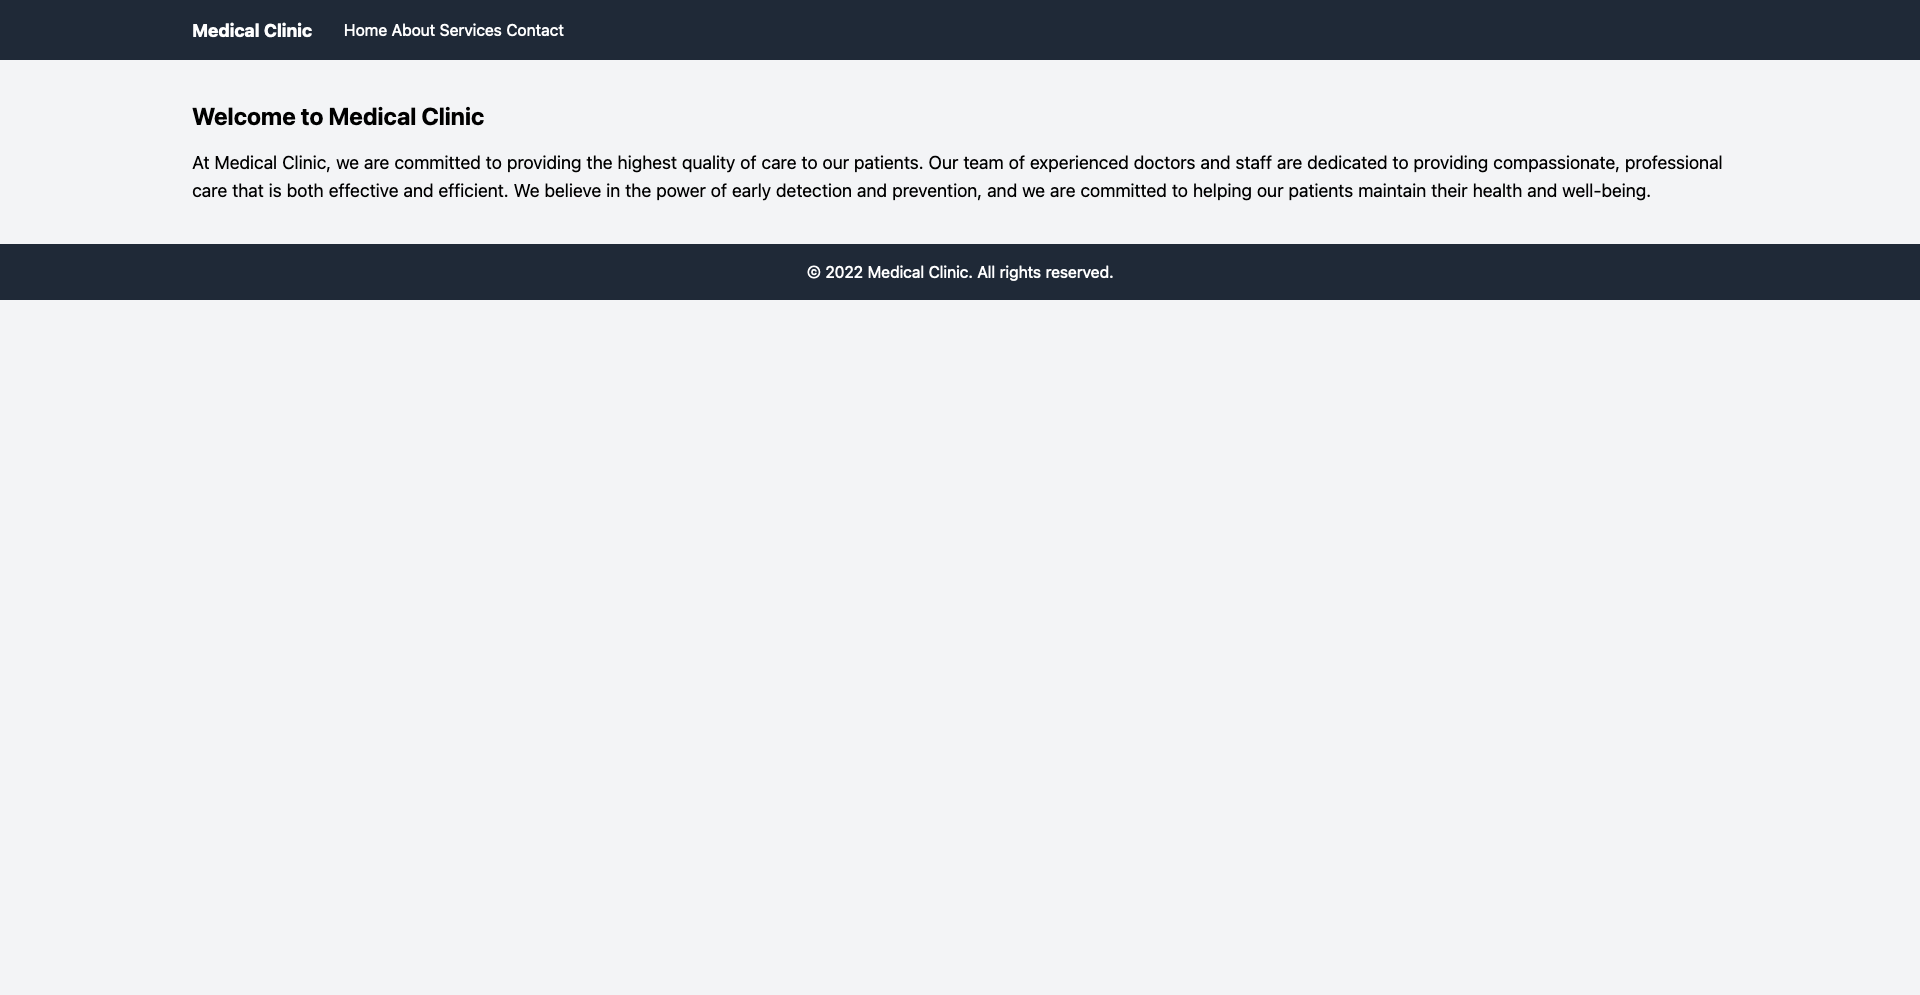 Medical Clinic Home About Services Contact
Welcome to Medical Clinic
At Medical Clinic, we are committed to providing the highest quality of care to our patients. Our team of experienced doctors and staff are dedicated to providing compassionate, professional
care that is both effective and efficient. We believe in the power of early detection and prevention, and we are committed to helping our patients maintain their health and well-being.
© 2022 Medical Clinic. All rights reserved.